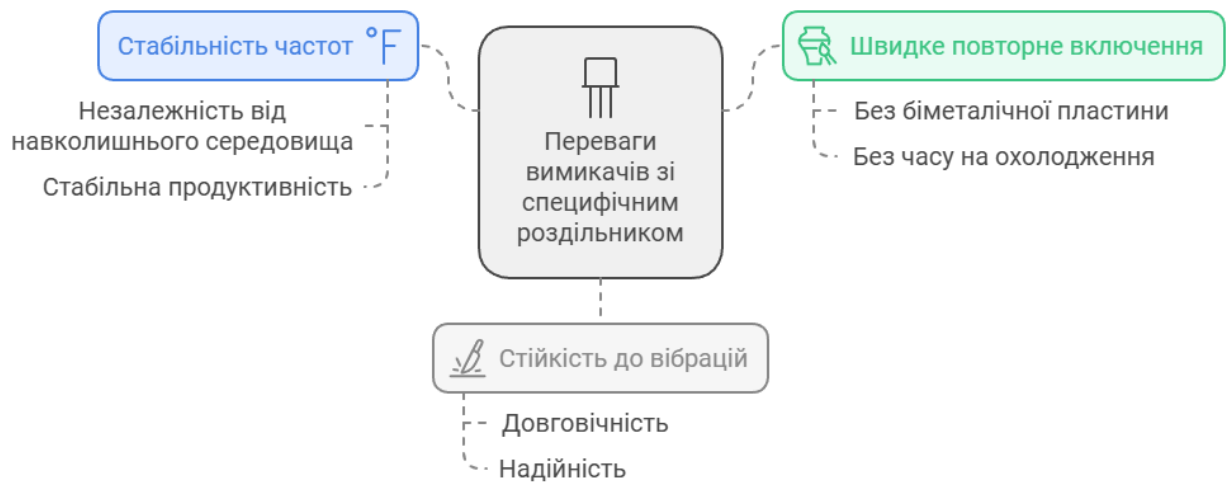 Стабільність частот °F
Незалежність від
навколишнього середовища
Стабільна продуктивність
Переваги
вимикачів зі
специфічним
роздільником
Швидке повторне включення
Без біметалічної пластини
Без часу на охолодження
Стійкість до вібрацій
Довговічність
Надійність